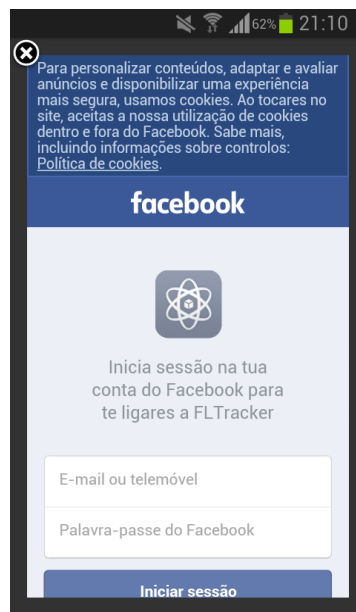 62% 21:10
Para personalizar conteúdos, adaptar e avaliar
anúncios e disponibilizar uma experiência
mais segura, usamos cookies. Ao tocares no
site, aceitas a nossa utilização de cookies
dentro e fora do Facebook. Sabe mais,
incluindo informações sobre controlos:
Política de cookies.
facebook
Inicia sessão na tua
conta do Facebook para
te ligares a FLTracker
E-mail ou telemóvel
Palavra-passe do Facebook
Iniciar sessão